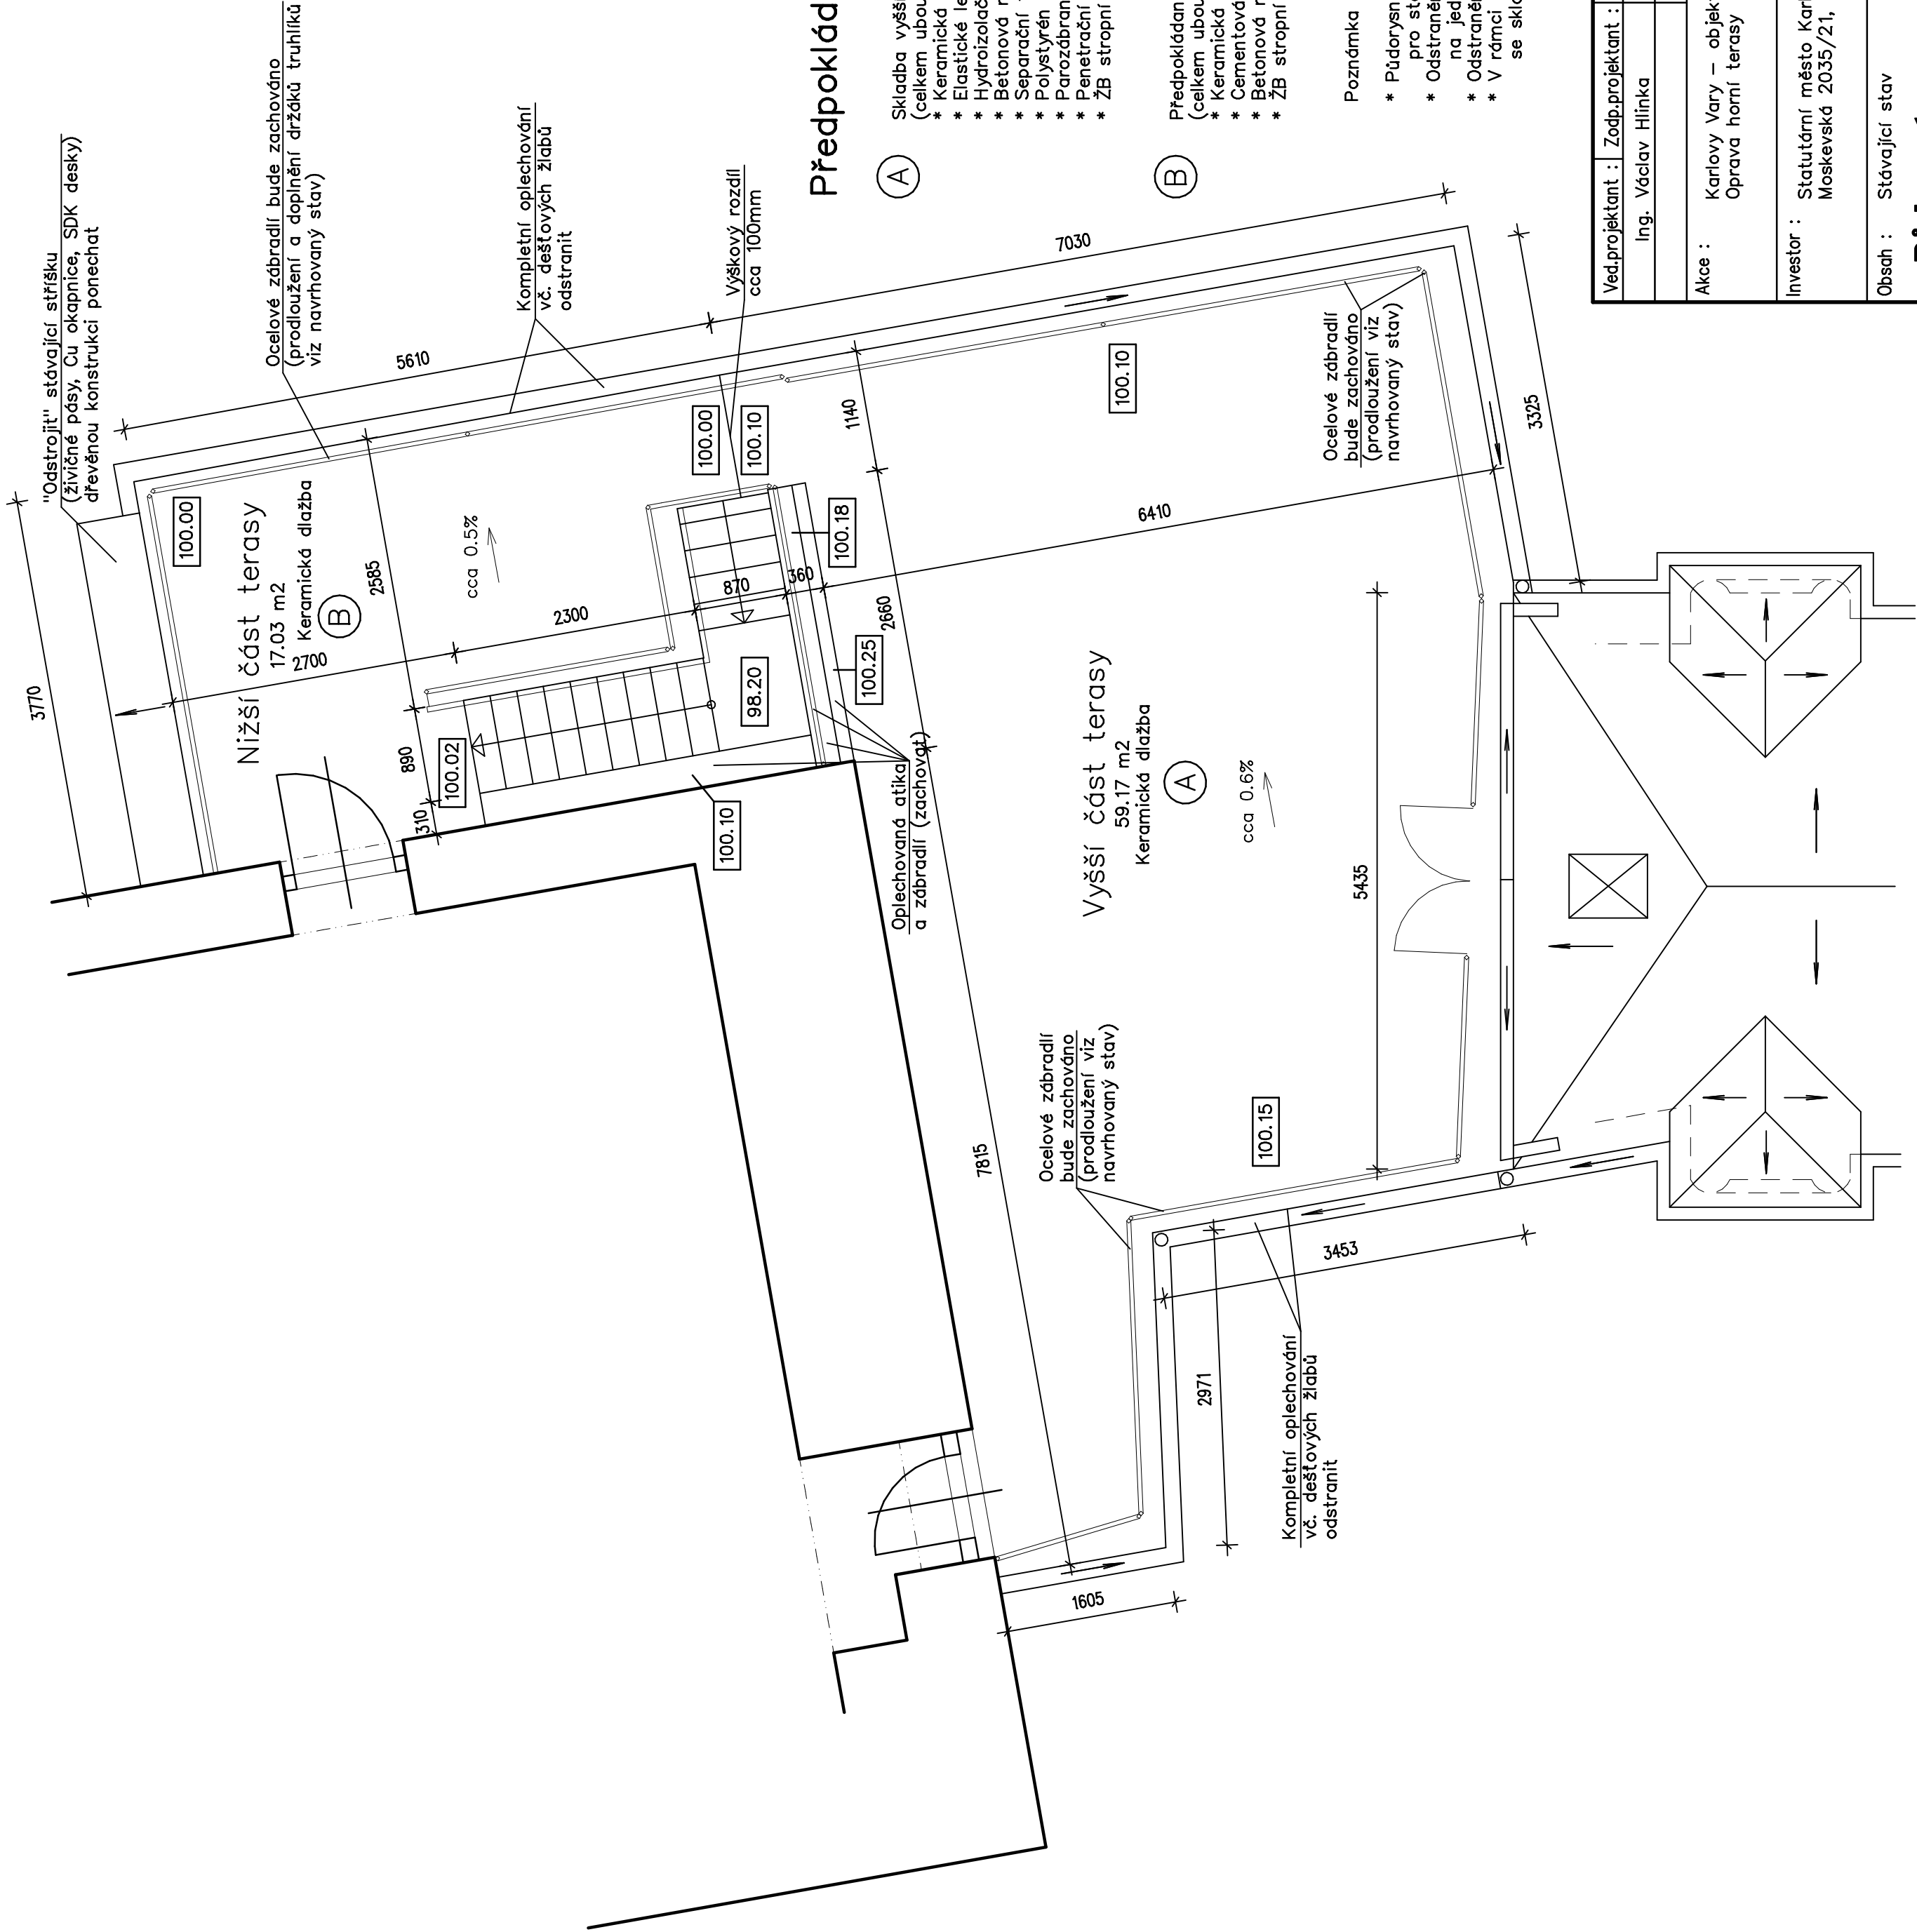 "Odstrojit" stávající stříšku
(živičné pásy, Cu okapnice, SDK desky)
dřevěnou konstrukci ponechat
Ocelové zábradlí bude zachováno
(prodloužení a doplnění držáků truhlíků
viz navrhovaný stav)
Kompletní oplechování
vč. dešťových žlabů
odstranit
Výškový rozdíl
cca 100mm
3770
5610
7030
3325
100.00
Nižší část terasy
17.03 m2
Keramická dlažba
B
2585
cca 0.5%
2700
2300
870
360
890
310
100.02
98.20
100.10
100.00
100.10
100.18
100.25
1140
2660
7815
6410
100.10
Ocelové zábradlí
bude zachováno
(prodloužení viz
navrhovaný stav)
Oplechovaná atika
a zábradlí (zachovat)
Vyšší část terasy
59.17 m2
Keramická dlažba
A
cca 0.6%
5435
Ocelové zábradlí
bude zachováno
(prodloužení viz
navrhovaný stav)
100.15
3453
2971
1605
Kompletní oplechování
vč. dešťových žlabů
odstranit
Předpoklád
A
Skladba vyšší
(celkem ubou
* Keramická
* Elastické le
* Hydroizolač
* Betonová m
* Separační
* Polystyrén
* Parozábran
* Penetrační
* ŽB stropní
B
Předpokládan
(celkem ubou
* Keramická
* Cementová
* Betonová m
* ŽB stropní
Poznámka
* Půdorysn
pro sta
* Odstraněn
na jed
* Odstraněn
* V rámci
se sklo
Ved.projektant : Zodp.projektant :
Ing. Václav Hlinka
Akce : Karlovy Vary – objek
Oprava horní terasy
Investor : Statutární město Karl
Moskevská 2035/21,
Obsah : Stávající stav